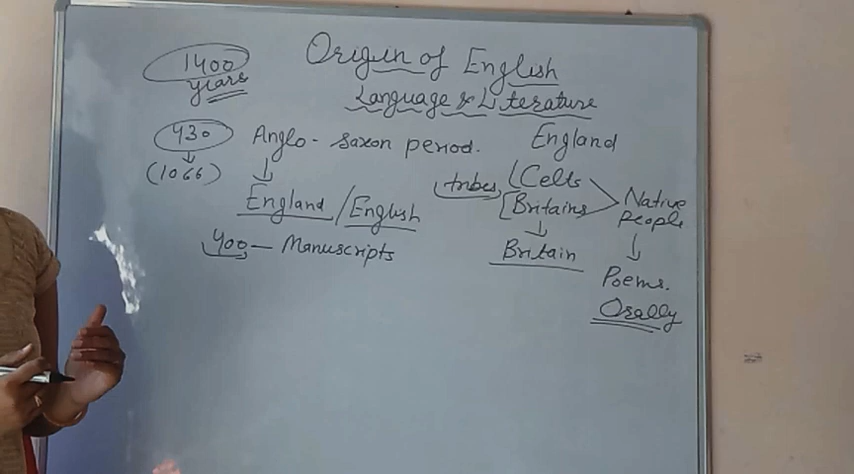 1400
years
Origin of English
Language & Literature
430
(1066)
Anglo-Saxon period.
England / English
400 — Manuscripts
England
tribes
Celts
Britains
Britain
Native
People
Poems.
Orally